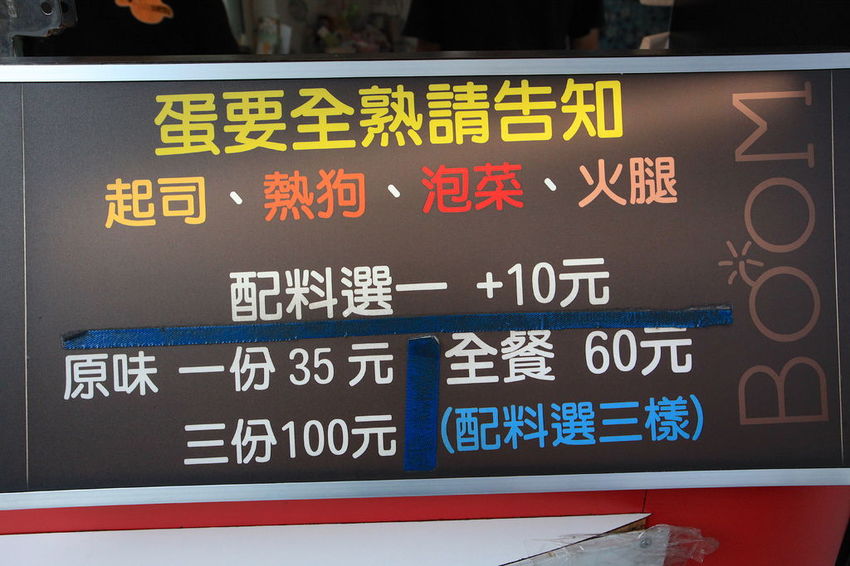 蛋要全熟請告知
起司、熱狗、泡菜、火腿
配料選一 +10元
原味 一份 35 元
三份100元
全餐 60元
(配料選三樣)
BOOM